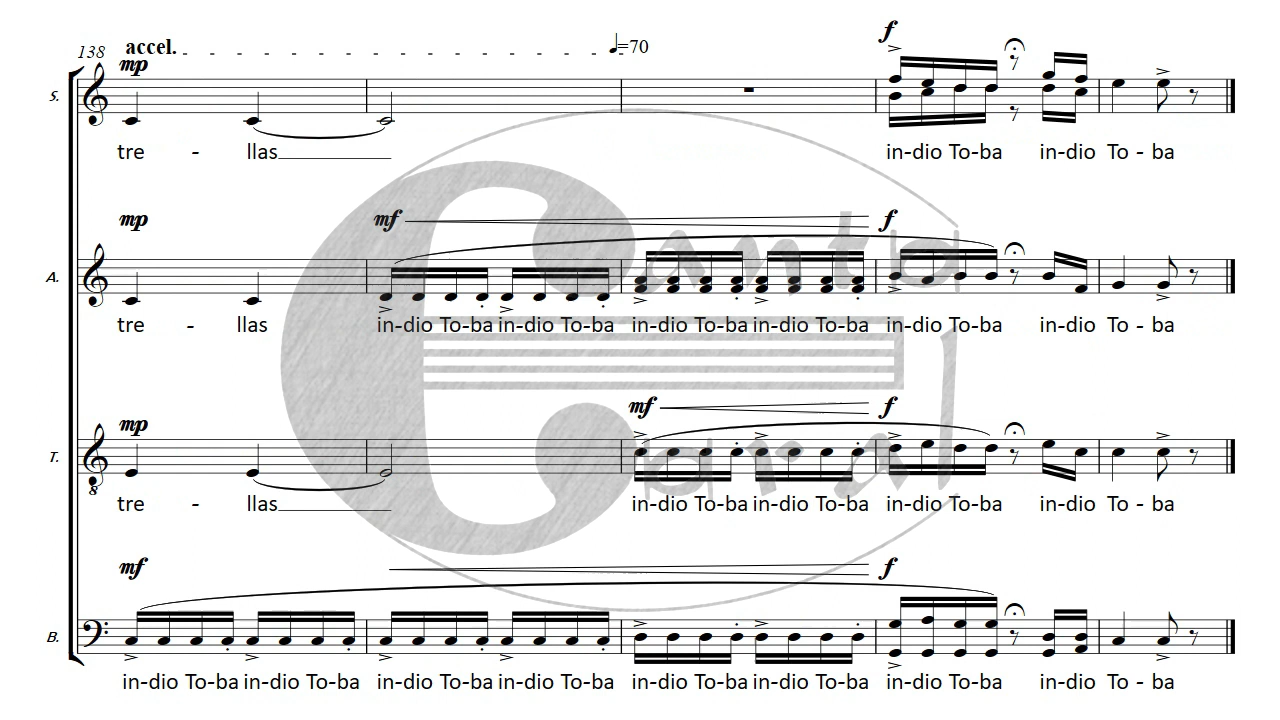 138 accel. =70
mp f
S.
tre - llas in-dio To-ba in-dio To - ba
mp mf f
A.
tre - llas in-dio To-ba in-dio To-ba in-dio To-ba in-dio To-ba in-dio To-ba in-dio To - ba
mp mf f
T.
8
tre - llas in-dio To-ba in-dio To-ba in-dio To-ba in-dio To - ba
mf f
B.
in-dio To-ba in-dio To-ba in-dio To-ba in-dio To-ba in-dio To-ba in-dio To-ba in-dio To-ba in-dio To - ba
Canta
Coral